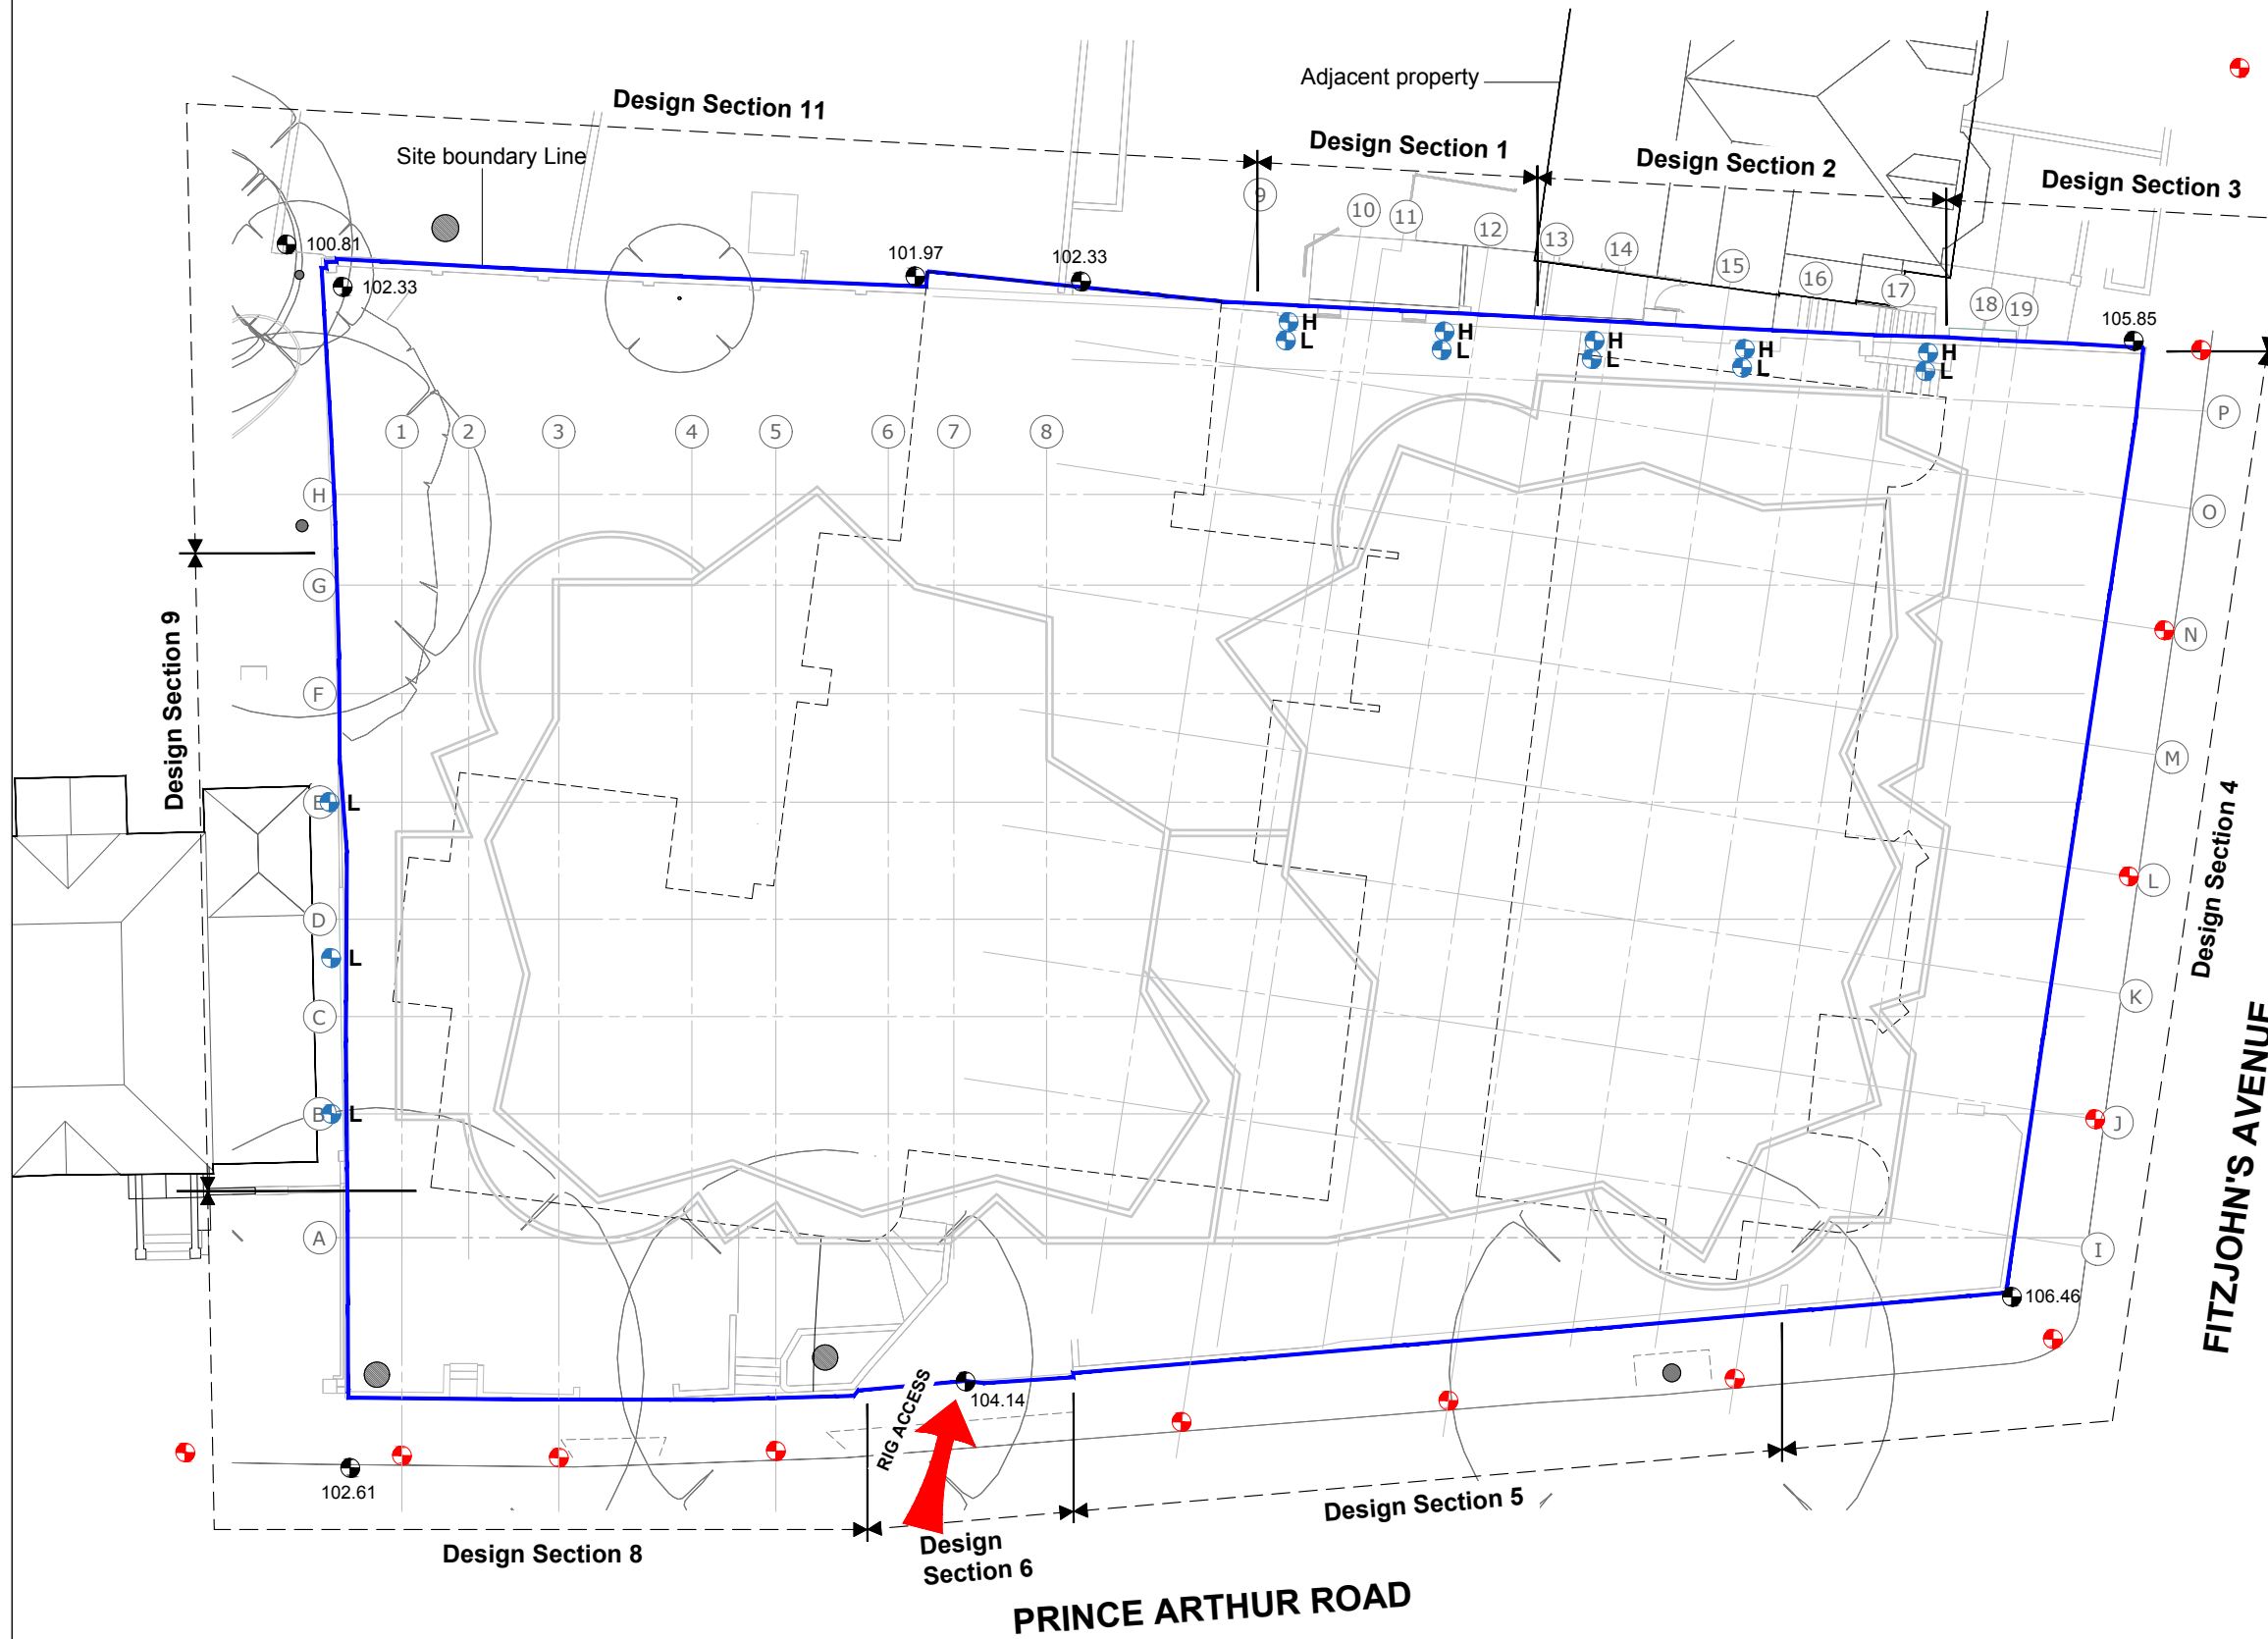 Adjacent property
Design Section 11
Design Section 1
Design Section 2
Design Section 3
Site boundary Line
9
10
11
12
13
14
15
16
17
18
19
100.81
102.33
101.97
102.33
105.85
H
L
H
L
H
L
H
L
H
L
1
2
3
4
5
6
7
8
P
O
N
M
L
K
J
I
H
G
F
E
L
D
L
C
B
L
A
Design Section 9
Design Section 4
FITZJOHN'S AVENUE
106.46
104.14
RIG ACCESS
102.61
Design Section 5
Design
Section 6
Design Section 8
PRINCE ARTHUR ROAD